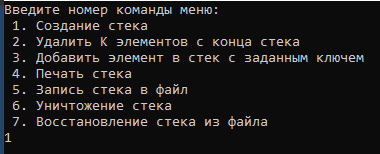 Введите номер команды меню:
1. Создание стека
2. Удалить К элементов с конца стека
3. Добавить элемент в стек с заданным ключем
4. Печать стека
5. Запись стека в файл
6. Уничтожение стека
7. Восстановление стека из файла
1